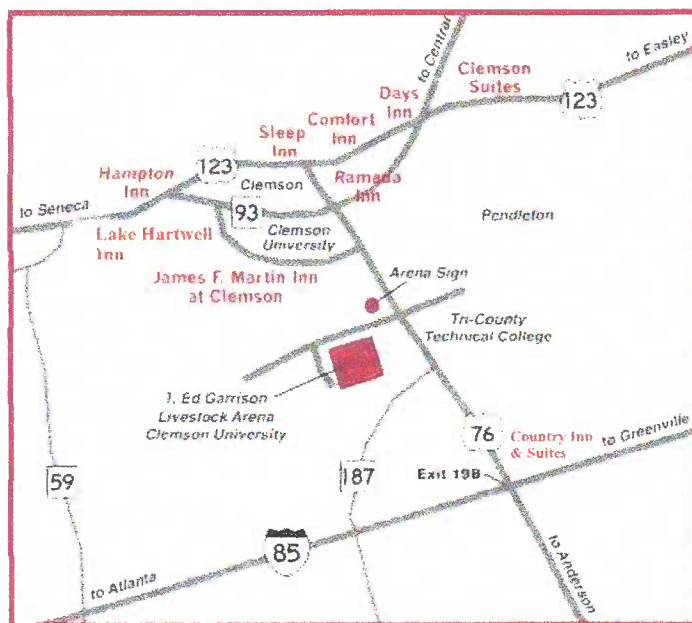 to Central
to Easley
Clemson
Suites
123
Days
Inn
Comfort
Inn
Sleep
Inn
123
Hampton
Inn
Clemson
Ramada
Inn
to Seneca
93
Pendleton
Lake Hartwell
Inn
Clemson
University
James F. Martin Inn
at Clemson
Arena Sign
Tri-County
Technical College
T. Ed Garrison
Livestock Arena
Clemson University
76
Country Inn
& Suites
to Greenville
59
187
Exit 19B
85
to Atlanta
to Anderson